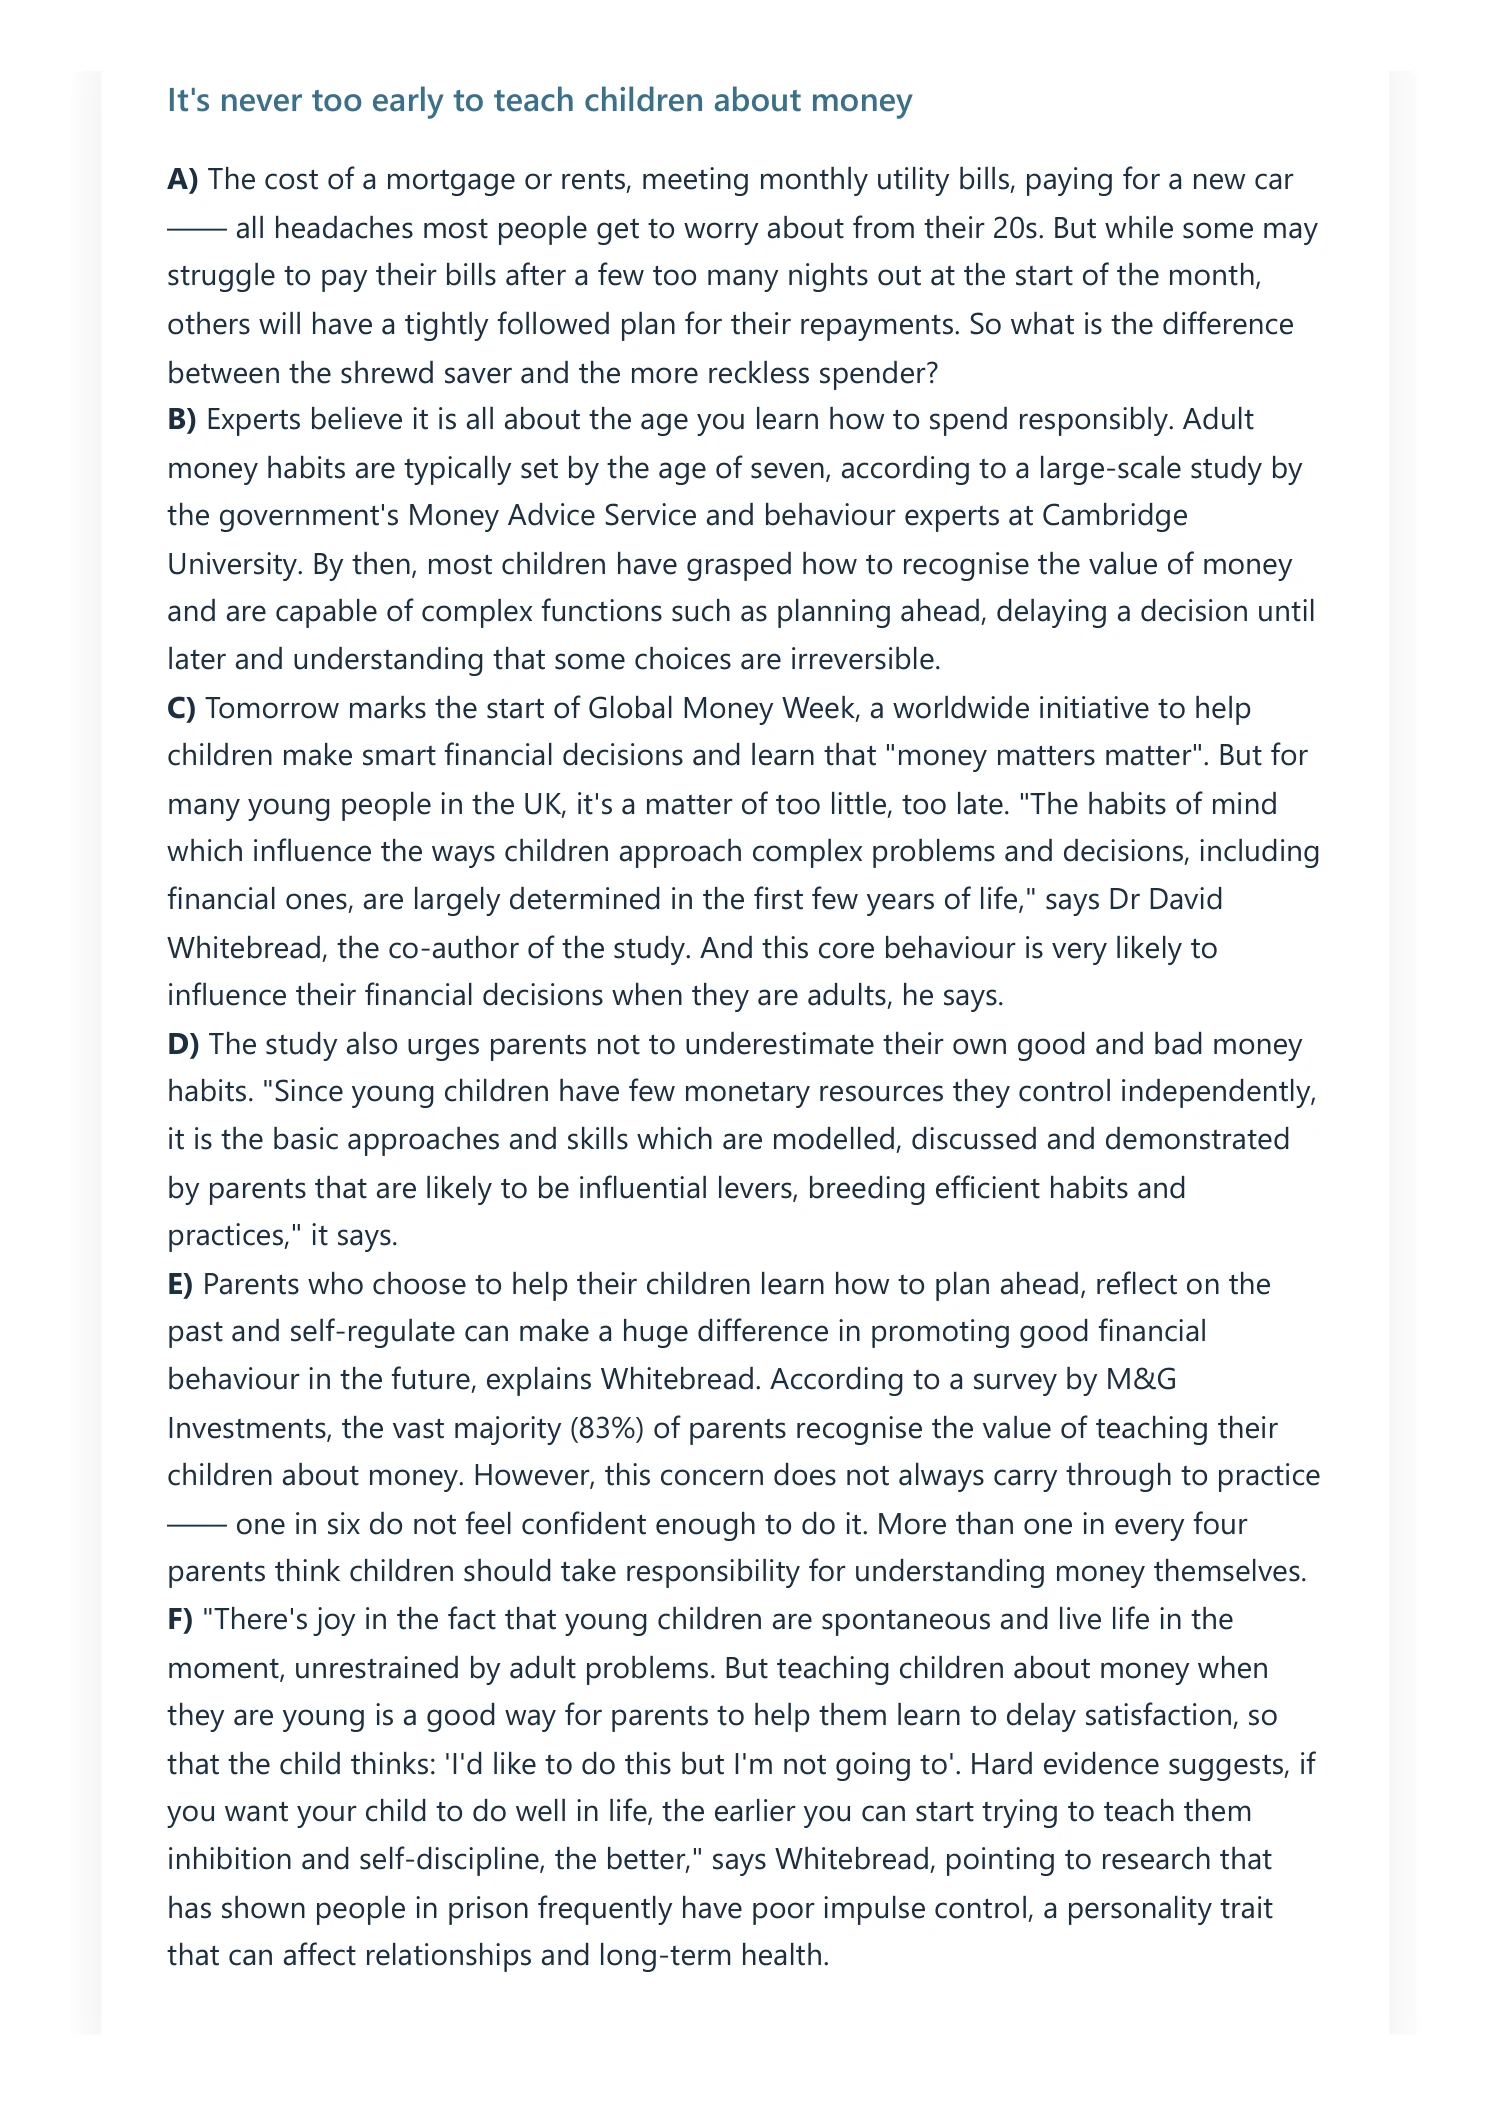 It's never too early to teach children about money
A) The cost of a mortgage or rents, meeting monthly utility bills, paying for a new car
—— all headaches most people get to worry about from their 20s. But while some may
struggle to pay their bills after a few too many nights out at the start of the month,
others will have a tightly followed plan for their repayments. So what is the difference
between the shrewd saver and the more reckless spender?
B) Experts believe it is all about the age you learn how to spend responsibly. Adult
money habits are typically set by the age of seven, according to a large-scale study by
the government's Money Advice Service and behaviour experts at Cambridge
University. By then, most children have grasped how to recognise the value of money
and are capable of complex functions such as planning ahead, delaying a decision until
later and understanding that some choices are irreversible.
C) Tomorrow marks the start of Global Money Week, a worldwide initiative to help
children make smart financial decisions and learn that "money matters matter". But for
many young people in the UK, it's a matter of too little, too late. "The habits of mind
which influence the ways children approach complex problems and decisions, including
financial ones, are largely determined in the first few years of life," says Dr David
Whitebread, the co-author of the study. And this core behaviour is very likely to
influence their financial decisions when they are adults, he says.
D) The study also urges parents not to underestimate their own good and bad money
habits. "Since young children have few monetary resources they control independently,
it is the basic approaches and skills which are modelled, discussed and demonstrated
by parents that are likely to be influential levers, breeding efficient habits and
practices," it says.
E) Parents who choose to help their children learn how to plan ahead, reflect on the
past and self-regulate can make a huge difference in promoting good financial
behaviour in the future, explains Whitebread. According to a survey by M&G
Investments, the vast majority (83%) of parents recognise the value of teaching their
children about money. However, this concern does not always carry through to practice
—— one in six do not feel confident enough to do it. More than one in every four
parents think children should take responsibility for understanding money themselves.
F) "There's joy in the fact that young children are spontaneous and live life in the
moment, unrestrained by adult problems. But teaching children about money when
they are young is a good way for parents to help them learn to delay satisfaction, so
that the child thinks: 'I'd like to do this but I'm not going to'. Hard evidence suggests, if
you want your child to do well in life, the earlier you can start trying to teach them
inhibition and self-discipline, the better," says Whitebread, pointing to research that
has shown people in prison frequently have poor impulse control, a personality trait
that can affect relationships and long-term health.